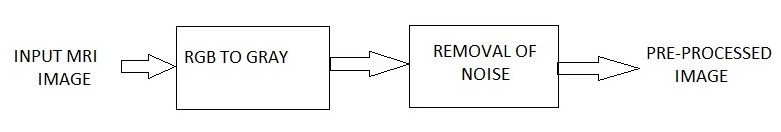 INPUT MRI
IMAGE
RGB TO GRAY
REMOVAL OF
NOISE
PRE-PROCESSED
IMAGE